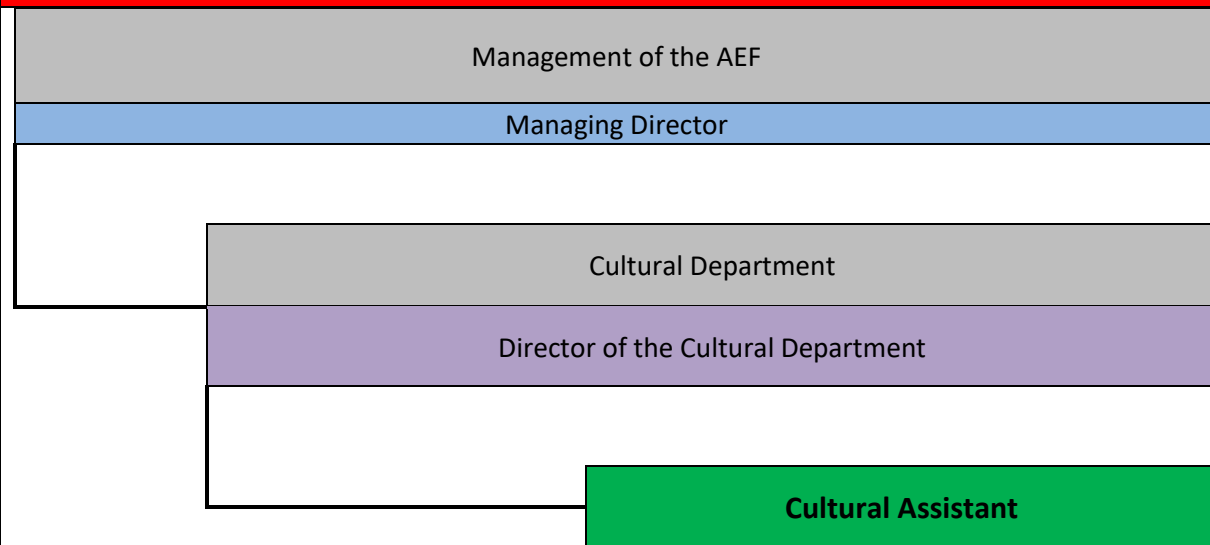 Management of the AEF
Managing Director
Cultural Department
Director of the Cultural Department
Cultural Assistant